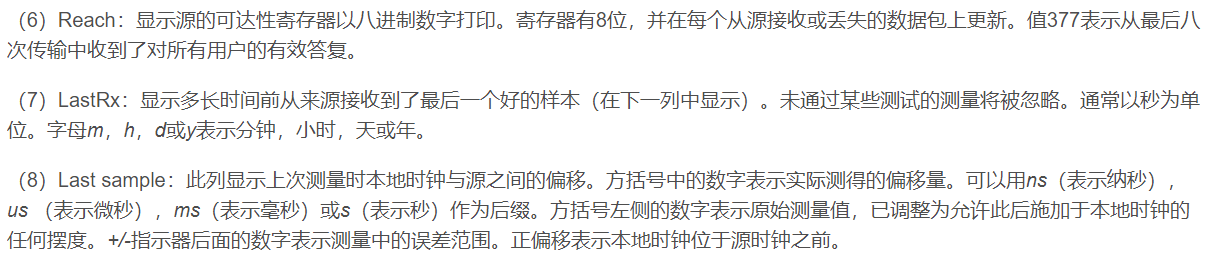 （6）Reach：显示源的可达性寄存器以八进制数字打印。寄存器有8位，并在每个从源接收或丢失的数据包上更新。值377表示从最后八
次传输中收到了对所有用户的有效答复。
（7）LastRx：显示多长时间前从来源接收到了最后一个好的样本（在下一列中显示）。未通过某些测试的测量将被忽略。通常以秒为单
位。字母m，h，d或y表示分钟，小时，天或年。
（8）Last sample：此列显示上次测量时本地时钟与源之间的偏移。方括号中的数字表示实际测得的偏移量。可以用ns（表示纳秒），
us （表示微秒），ms（表示毫秒）或s（表示秒）作为后缀。方括号左侧的数字表示原始测量值，已调整为允许此后施加于本地时钟的
任何摆度。+/-指示器后面的数字表示测量中的误差范围。正偏移表示本地时钟位于源时钟之前。